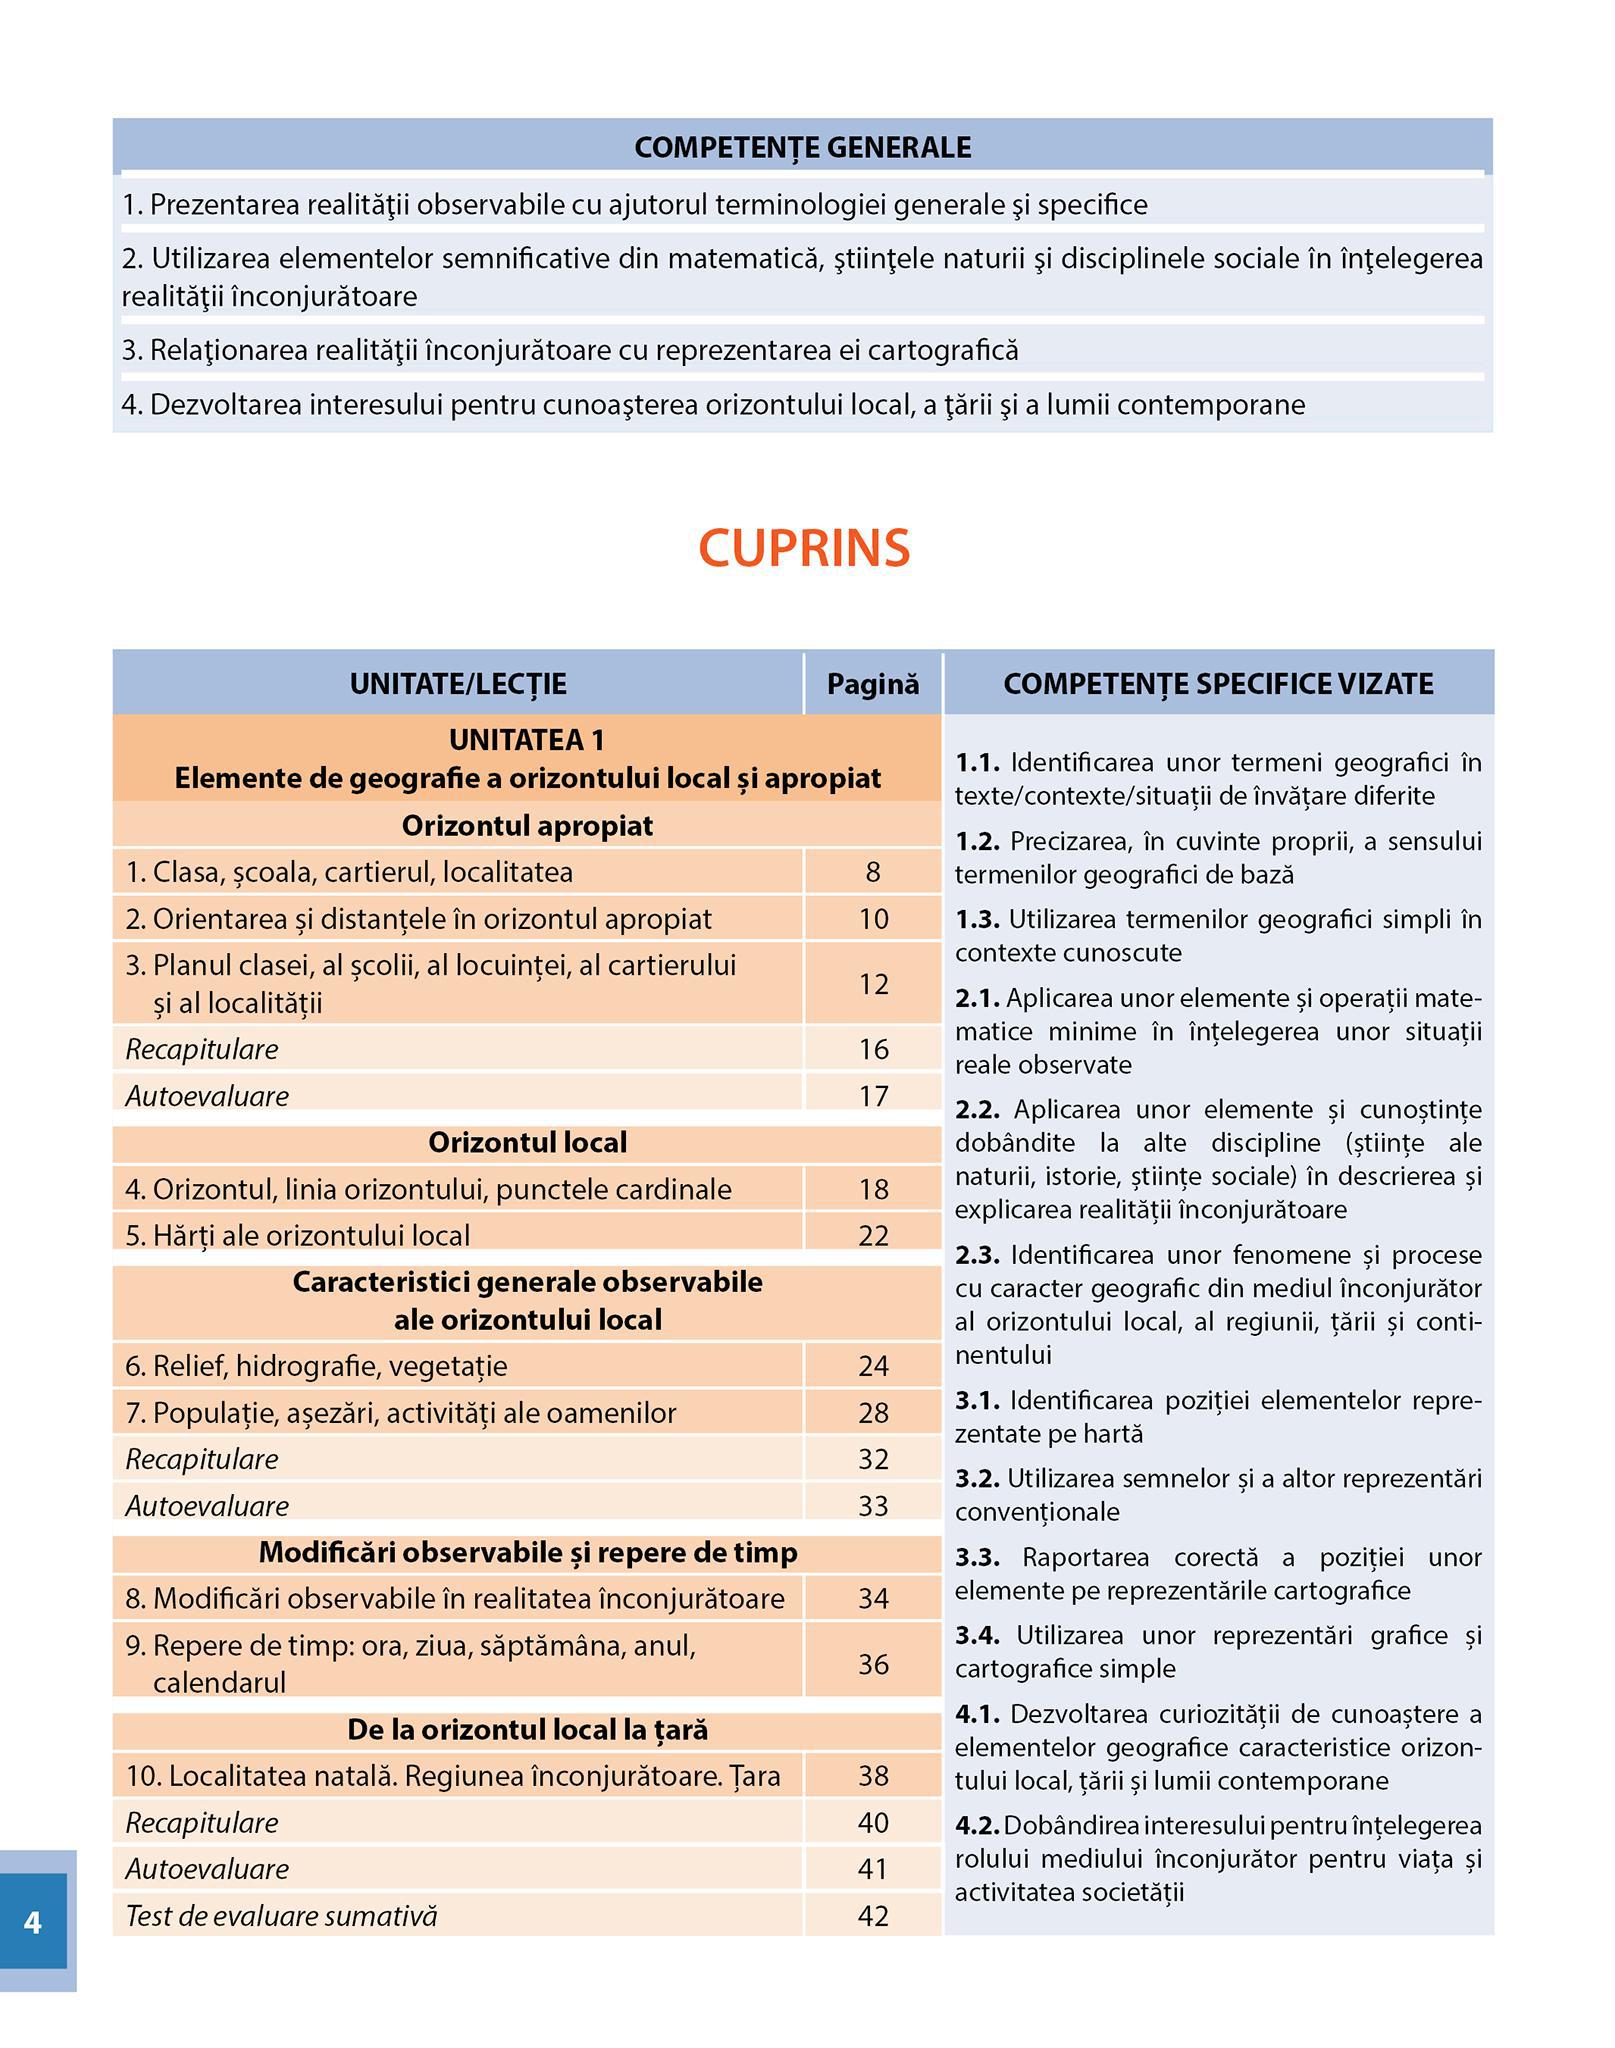 COMPETENȚE GENERALE
1. Prezentarea realităţii observabile cu ajutorul terminologiei generale şi specifice
2. Utilizarea elementelor semnificative din matematică, ştiinţele naturii şi disciplinele sociale în înţelegerea
realităţii înconjurătoare
3. Relaţionarea realităţii înconjurătoare cu reprezentarea ei cartografică
4. Dezvoltarea interesului pentru cunoaşterea orizontului local, a ţării şi a lumii contemporane
CUPRINS
UNITATE/LECȚIE Pagină COMPETENȚE SPECIFICE VIZATE
UNITATEA 1
Elemente de geografie a orizontului local și apropiat
Orizontul apropiat
1. Clasa, școala, cartierul, localitatea 8
2. Orientarea și distanțele în orizontul apropiat 10
3. Planul clasei, al școlii, al locuinței, al cartierului
și al localității 12
Recapitulare 16
Autoevaluare 17
Orizontul local
4. Orizontul, linia orizontului, punctele cardinale 18
5. Hărți ale orizontului local 22
Caracteristici generale observabile
ale orizontului local
6. Relief, hidrografie, vegetație 24
7. Populație, așezări, activități ale oamenilor 28
Recapitulare 32
Autoevaluare 33
Modificări observabile și repere de timp
8. Modificări observabile în realitatea înconjurătoare 34
9. Repere de timp: ora, ziua, săptămâna, anul,
calendarul 36
De la orizontul local la țară
10. Localitatea natală. Regiunea înconjurătoare. Țara 38
Recapitulare 40
Autoevaluare 41
Test de evaluare sumativă 42
1.1. Identificarea unor termeni geografici în
texte/contexte/situații de învățare diferite
1.2. Precizarea, în cuvinte proprii, a sensului
termenilor geografici de bază
1.3. Utilizarea termenilor geografici simpli în
contexte cunoscute
2.1. Aplicarea unor elemente și operații mate-
matice minime în înțelegerea unor situații
reale observate
2.2. Aplicarea unor elemente și cunoștințe
dobândite la alte discipline (științe ale
naturii, istorie, științe sociale) în descrierea și
explicarea realității înconjurătoare
2.3. Identificarea unor fenomene și procese
cu caracter geografic din mediul înconjurător
al orizontului local, al regiunii, țării și conti-
nentului
3.1. Identificarea poziției elementelor repre-
zentate pe hartă
3.2. Utilizarea semnelor și a altor reprezentări
convenționale
3.3. Raportarea corectă a poziției unor
elemente pe reprezentările cartografice
3.4. Utilizarea unor reprezentări grafice și
cartografice simple
4.1. Dezvoltarea curiozității de cunoaștere a
elementelor geografice caracteristice orizon-
tului local, țării și lumii contemporane
4.2. Dobândirea interesului pentru înțelegerea
rolului mediului înconjurător pentru viața și
activitatea societății
4